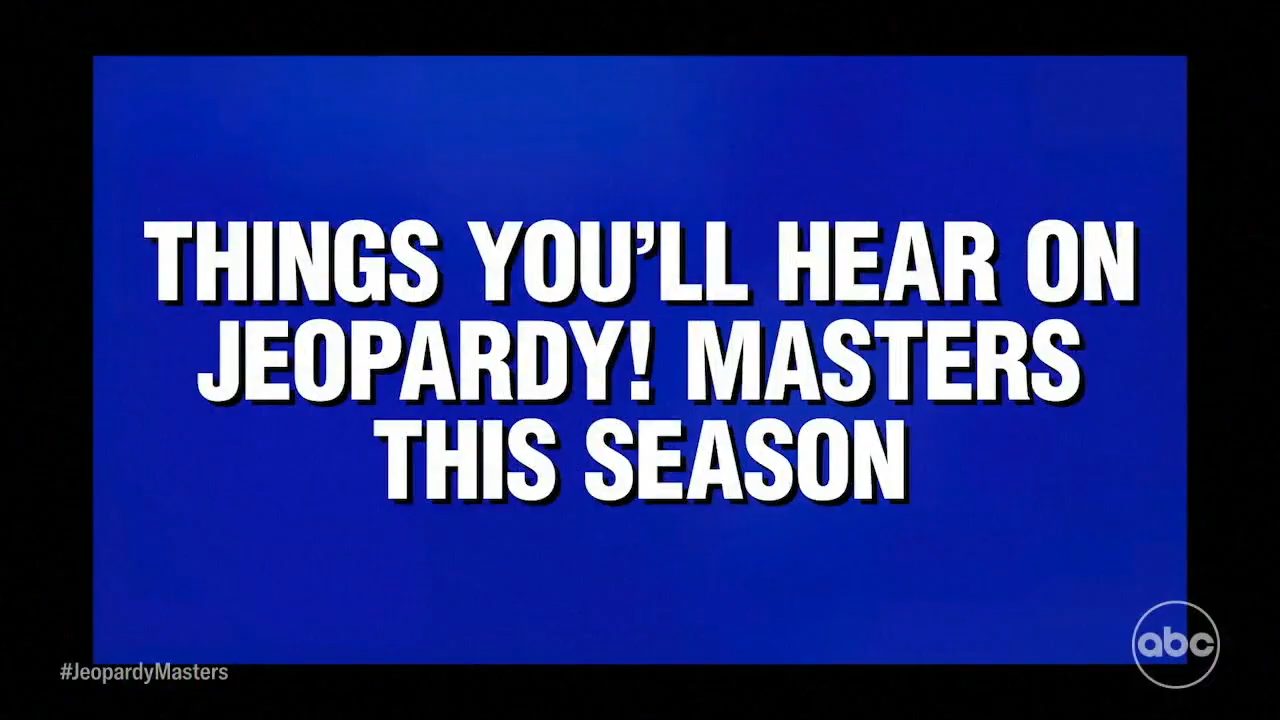 THINGS YOU'LL HEAR ON
JEOPARDY! MASTERS
THIS SEASON
abc
#JeopardyMasters